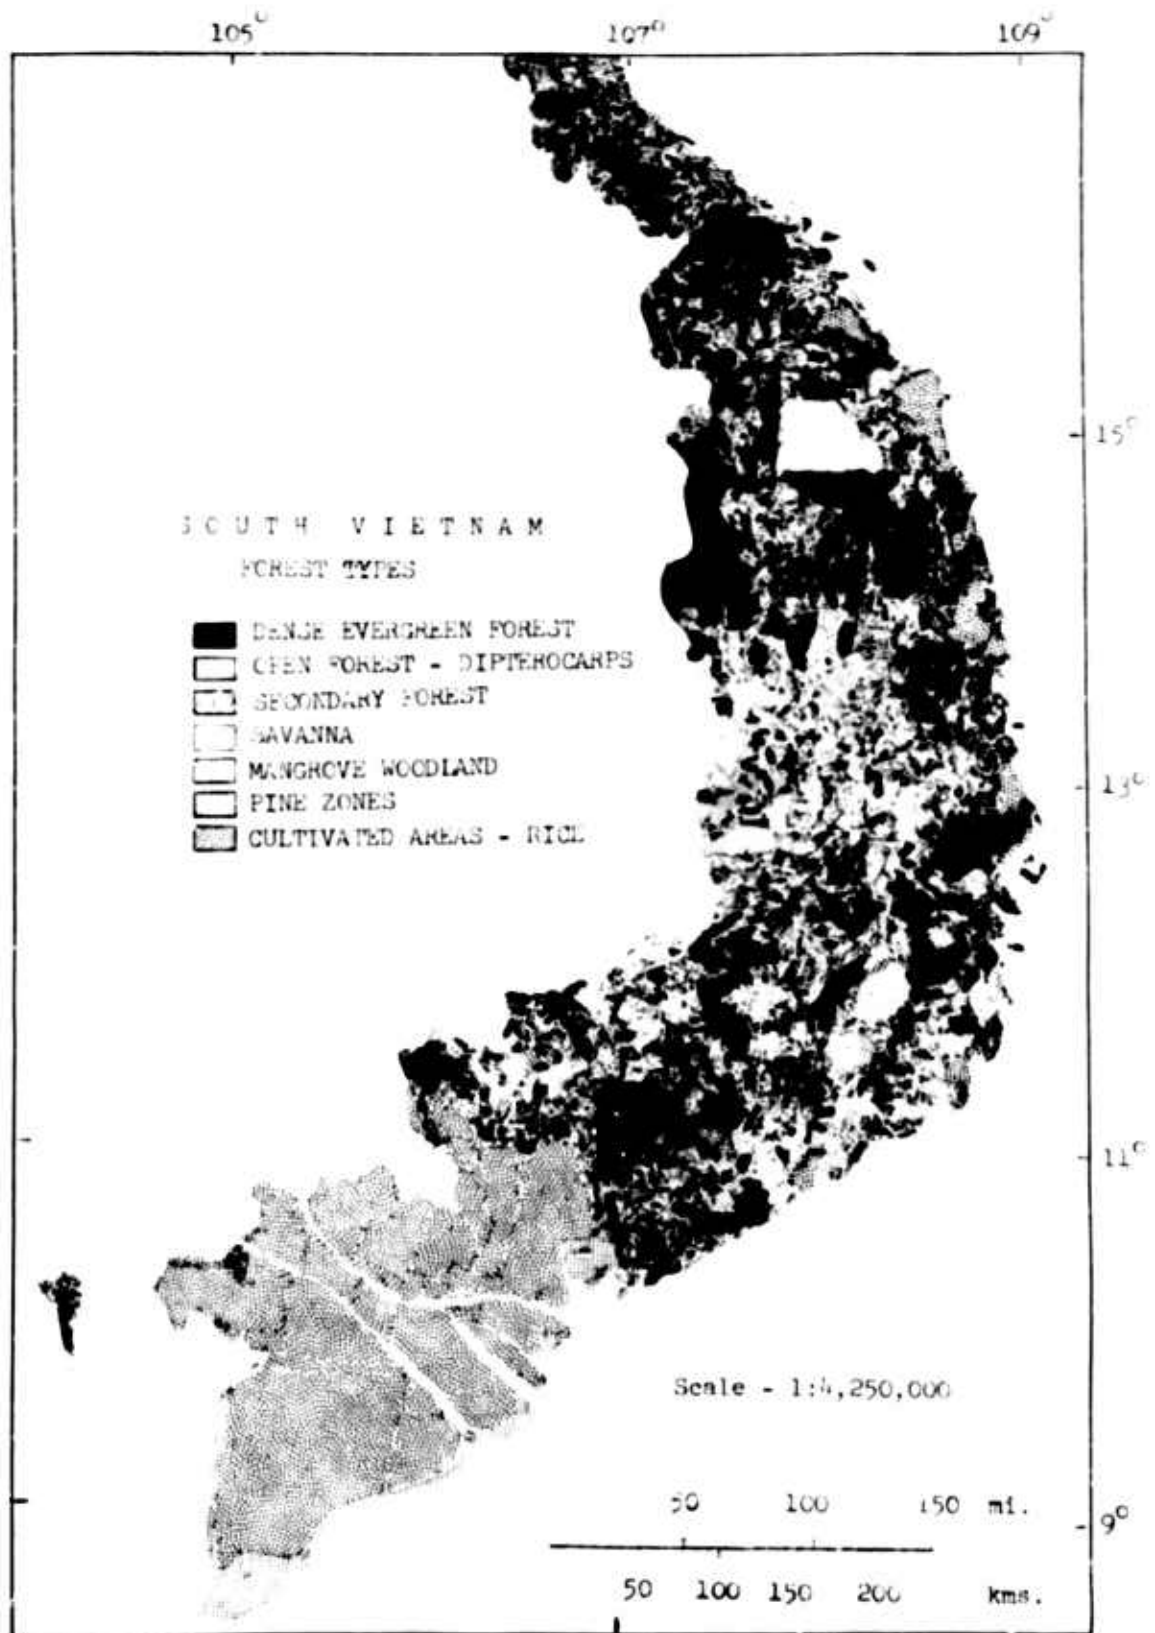 105° 107° 109°
15°
SOUTH VIETNAM
FOREST TYPES
DENSE EVERGREEN FOREST
OPEN FOREST - DIPTEROCARPS
SECONDARY FOREST
SAVANNA
MANGROVE WOODLAND
PINE ZONES
CULTIVATED AREAS - RICE
13°
11°
Scale - 1:4,250,000
50 100 150 mi.
9°
50 100 150 200 kms.